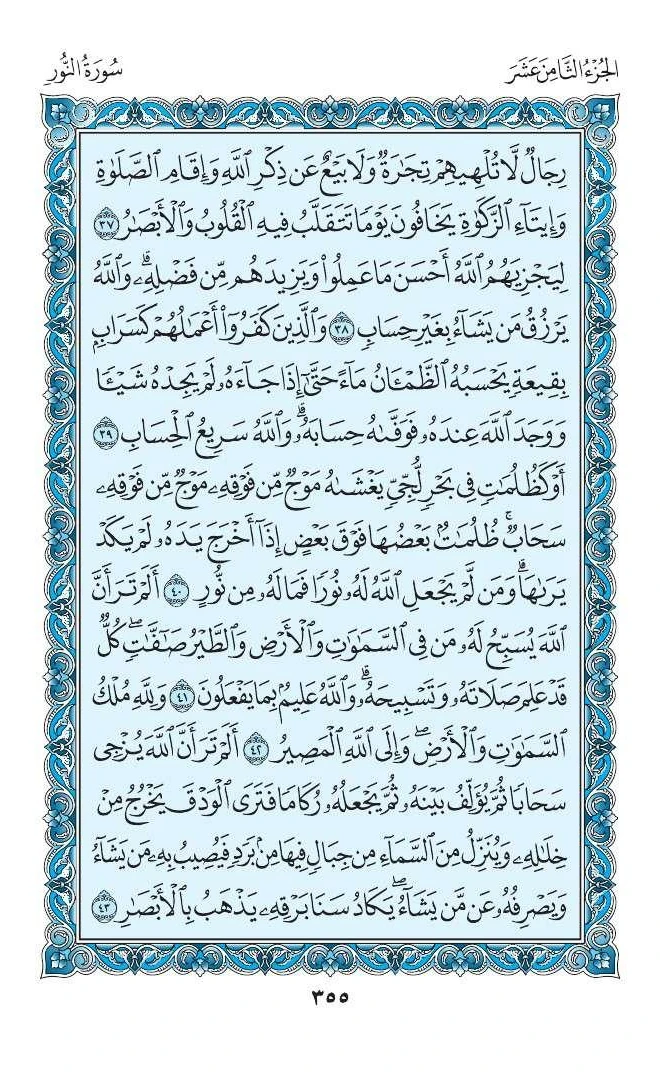 الجُزْءُ الثَّامِنَ عَشَرَ
سُورَةُ النُّورِ
رِجَالٌ لَّا تُلْهِيهِمْ تِجَٰرَةٌ وَلَا بَيْعٌ عَن ذِكْرِ ٱللَّهِ وَإِقَامِ ٱلصَّلَوٰةِ
وَإِيتَآءِ ٱلزَّكَوٰةِ يَخَافُونَ يَوْمًا تَتَقَلَّبُ فِيهِ ٱلْقُلُوبُ وَٱلْأَبْصَٰرُ ٣٧
لِيَجْزِيَهُمُ ٱللَّهُ أَحْسَنَ مَا عَمِلُوا۟ وَيَزِيدَهُم مِّن فَضْلِهِۦۗ وَٱللَّهُ
يَرْزُقُ مَن يَشَآءُ بِغَيْرِ حِسَابٍ ٣٨ وَٱلَّذِينَ كَفَرُوٓا۟ أَعْمَٰلُهُمْ كَسَرَابٍۭ
بِقِيعَةٍ يَحْسَبُهُ ٱلظَّمْـَٔانُ مَآءً حَتَّىٰٓ إِذَا جَآءَهُۥ لَمْ يَجِدْهُ شَيْـًٔا
وَوَجَدَ ٱللَّهَ عِندَهُۥ فَوَفَّىٰهُ حِسَابَهُۥۗ وَٱللَّهُ سَرِيعُ ٱلْحِسَابِ ٣٩
أَوْ كَظُلُمَٰتٍ فِى بَحْرٍ لُّجِّىٍّ يَغْشَىٰهُ مَوْجٌ مِّن فَوْقِهِۦ مَوْجٌ مِّن فَوْقِهِۦ
سَحَابٌۚ ظُلُمَٰتٌۢ بَعْضُهَا فَوْقَ بَعْضٍ إِذَآ أَخْرَجَ يَدَهُۥ لَمْ يَكَدْ
يَرَىٰهَاۗ وَمَن لَّمْ يَجْعَلِ ٱللَّهُ لَهُۥ نُورًا فَمَا لَهُۥ مِن نُّورٍ ٤٠ أَلَمْ تَرَ أَنَّ
ٱللَّهَ يُسَبِّحُ لَهُۥ مَن فِى ٱلسَّمَٰوَٰتِ وَٱلْأَرْضِ وَٱلطَّيْرُ صَٰٓفَّٰتٍۖ كُلٌّ
قَدْ عَلِمَ صَلَاتَهُۥ وَتَسْبِيحَهُۥۗ وَٱللَّهُ عَلِيمٌۢ بِمَا يَفْعَلُونَ ٤١ وَلِلَّهِ مُلْكُ
ٱلسَّمَٰوَٰتِ وَٱلْأَرْضِۖ وَإِلَى ٱللَّهِ ٱلْمَصِيرُ ٤٢ أَلَمْ تَرَ أَنَّ ٱللَّهَ يُزْجِى
سَحَابًا ثُمَّ يُؤَلِّفُ بَيْنَهُۥ ثُمَّ يَجْعَلُهُۥ رُكَامًا فَتَرَى ٱلْوَدْقَ يَخْرُجُ مِنْ
خِلَٰلِهِۦ وَيُنَزِّلُ مِنَ ٱلسَّمَآءِ مِن جِبَالٍ فِيهَا مِنۢ بَرَدٍ فَيُصِيبُ بِهِۦ مَن يَشَآءُ
وَيَصْرِفُهُۥ عَن مَّن يَشَآءُۖ يَكَادُ سَنَا بَرْقِهِۦ يَذْهَبُ بِٱلْأَبْصَٰرِ ٤٣
٣٥٥